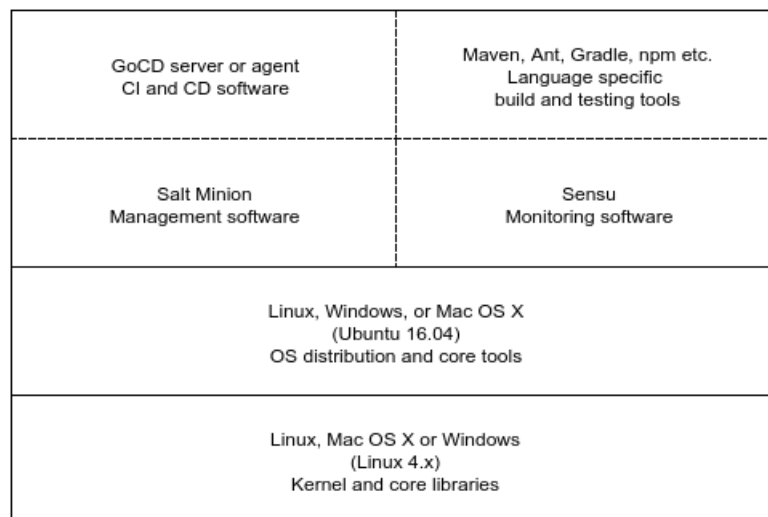 GoCD server or agent
CI and CD software
Maven, Ant, Gradle, npm etc.
Language specific
build and testing tools
Salt Minion
Management software
Sensu
Monitoring software
Linux, Windows, or Mac OS X
(Ubuntu 16.04)
OS distribution and core tools
Linux, Mac OS X or Windows
(Linux 4.x)
Kernel and core libraries